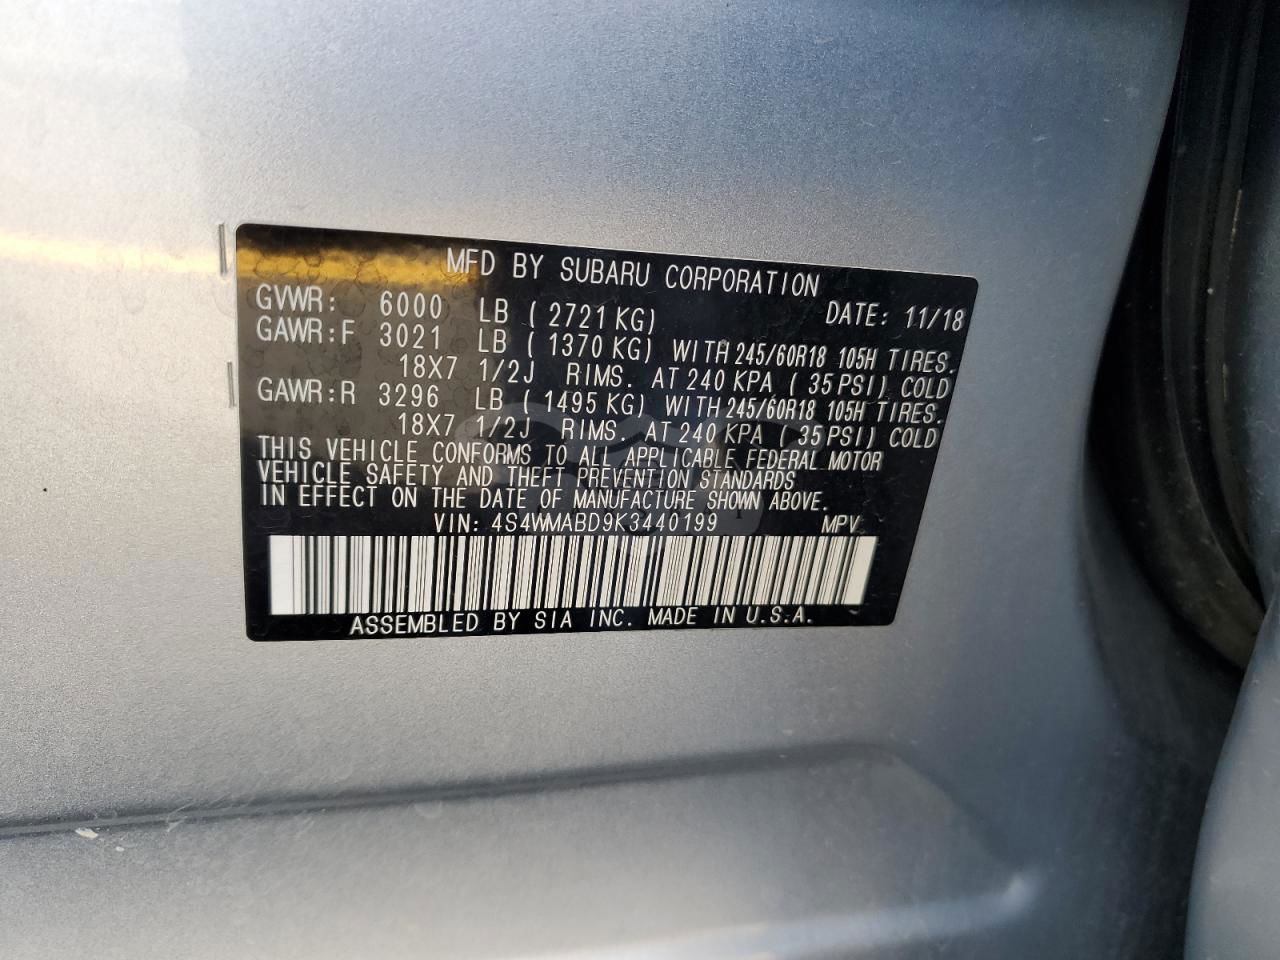 MFD BY SUBARU CORPORATION
GVWR: 6000 LB ( 2721 KG) DATE: 11/18
GAWR:F 3021 LB ( 1370 KG) WITH 245/60R18 105H TIRES.
18X7 1/2J RIMS. AT 240 KPA ( 35 PSI) COLD
GAWR:R 3296 LB ( 1495 KG) WITH 245/60R18 105H TIRES.
18X7 1/2J RIMS. AT 240 KPA ( 35 PSI) COLD
THIS VEHICLE CONFORMS TO ALL APPLICABLE FEDERAL MOTOR
VEHICLE SAFETY AND THEFT PREVENTION STANDARDS
IN EFFECT ON THE DATE OF MANUFACTURE SHOWN ABOVE.
VIN: 4S4WMABD9K3440199 MPV
ASSEMBLED BY SIA INC. MADE IN U.S.A.